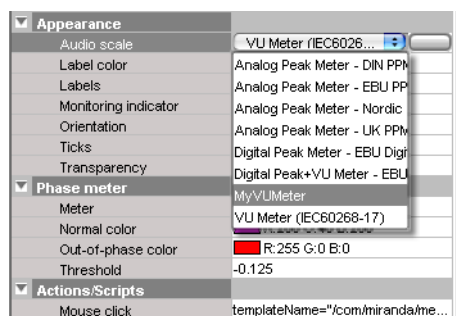 Appearance
Audio scale VU Meter (IEC6026...
Label color Analog Peak Meter - DIN PPM
Labels Analog Peak Meter - EBU PP
Monitoring indicator Analog Peak Meter - Nordic
Orientation Analog Peak Meter - UK PPM
Ticks Digital Peak Meter - EBU Digi
Transparency Digital Peak+VU Meter - EBU
Phase meter MyVUMeter
Meter VU Meter (IEC60268-17)
Normal color
Out-of-phase color R:255 G:0 B:0
Threshold -0.125
Actions/Scripts
Mouse click templateName="/com/miranda/me...